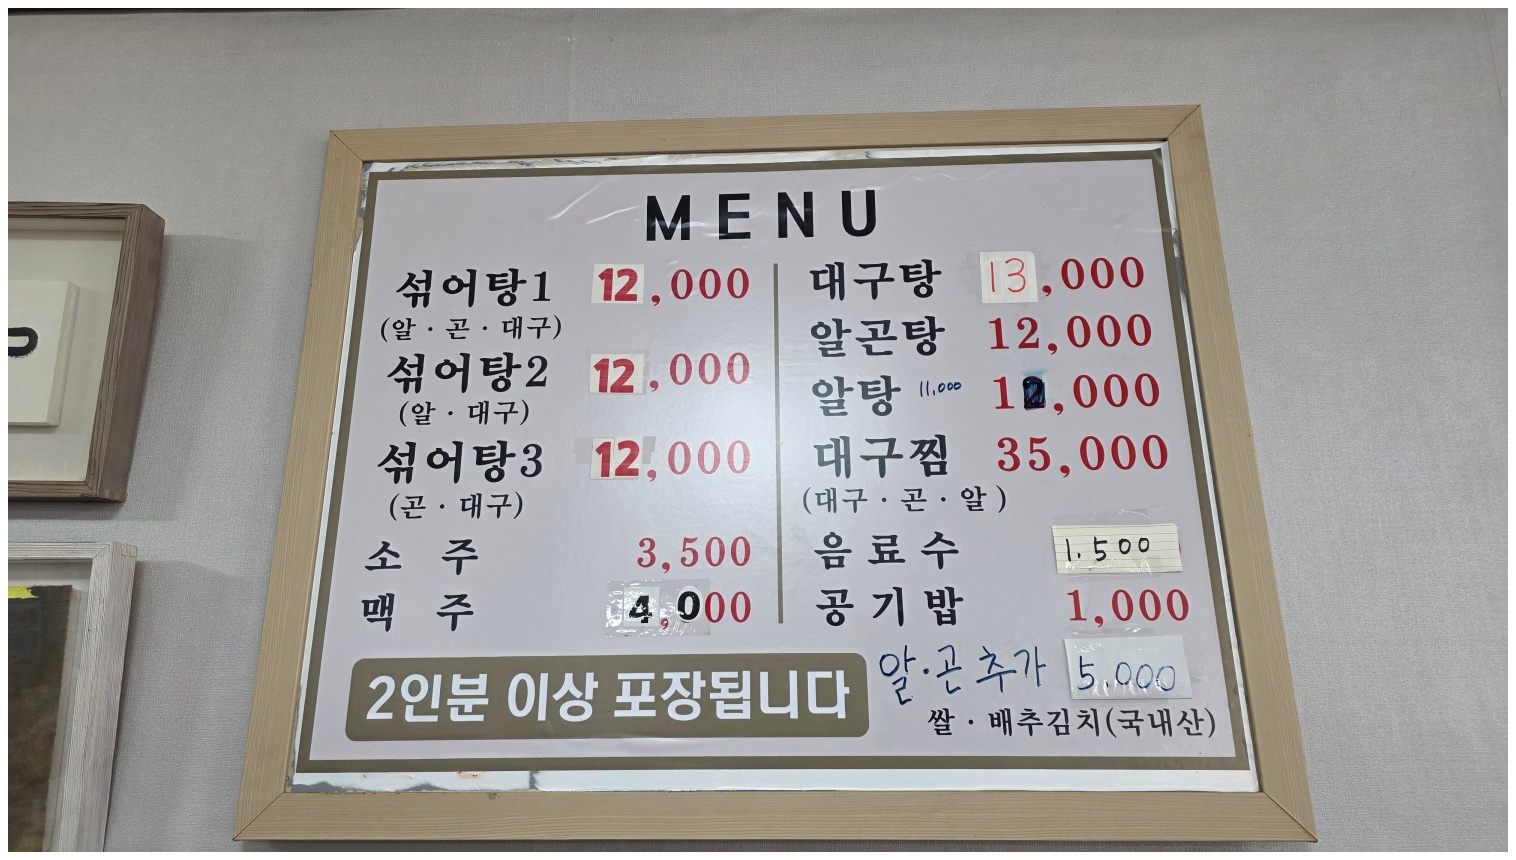 MENU
섞어탕1 12,000
(알 · 곤 · 대구)
섞어탕2 12,000
(알 · 대구)
섞어탕3 12,000
(곤 · 대구)
소 주 3,500
맥 주 4,000
대구탕 13,000
알곤탕 12,000
알탕 11,000 12,000
대구찜 35,000
(대구 · 곤 · 알 )
음 료 수 1.500
공 기 밥 1,000
알·곤 추가 5,000
2인분 이상 포장됩니다
쌀 · 배추김치(국내산)